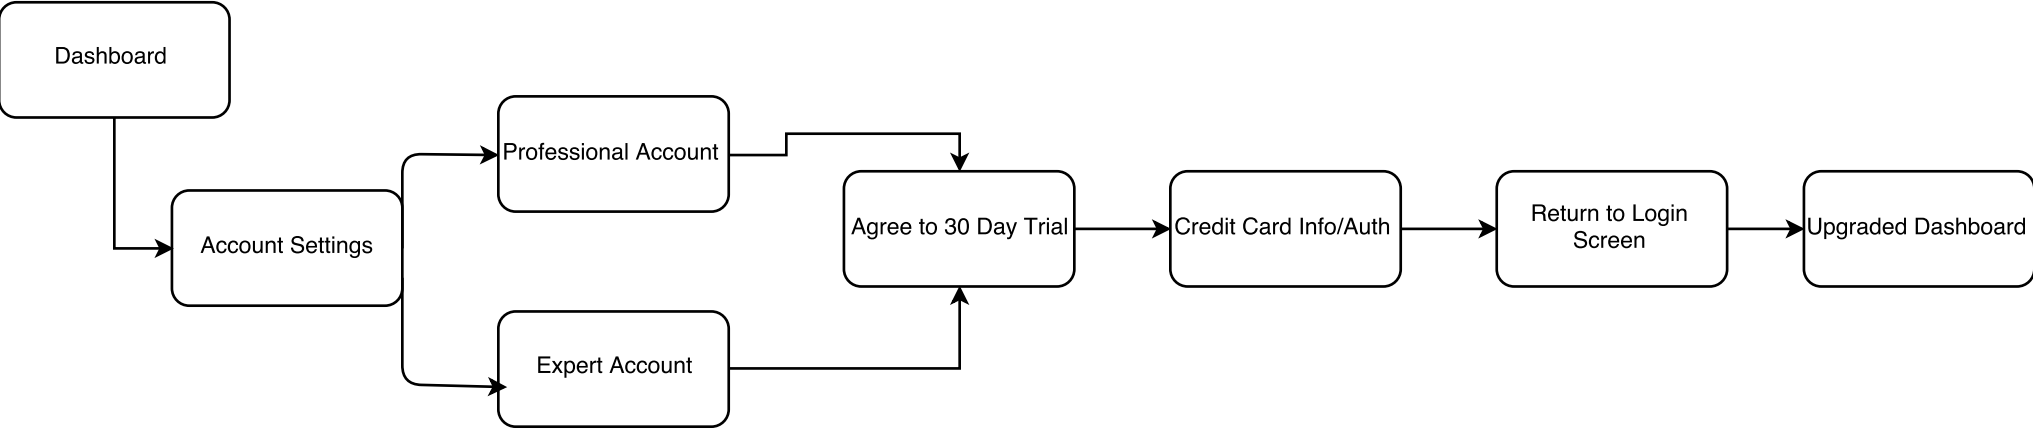 Dashboard
Account Settings
Professional Account
Expert Account
Agree to 30 Day Trial
Credit Card Info/Auth
Return to Login
Screen
Upgraded Dashboard